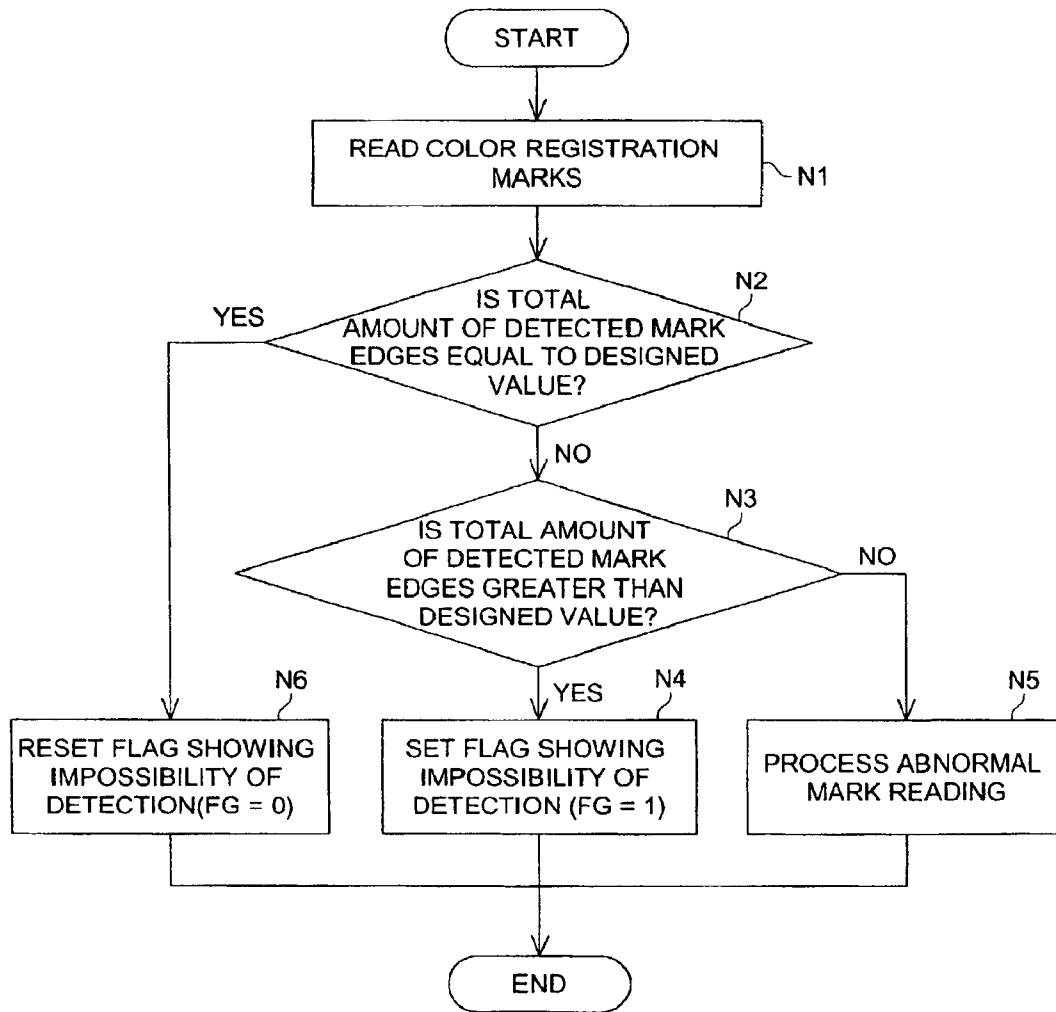 START
READ COLOR REGISTRATION
MARKS
N1
N2
IS TOTAL
AMOUNT OF DETECTED MARK
EDGES EQUAL TO DESIGNED
VALUE?
YES
NO
N3
IS TOTAL AMOUNT
OF DETECTED MARK
EDGES GREATER THAN
DESIGNED VALUE?
NO
YES
N6
RESET FLAG SHOWING
IMPOSSIBILITY OF
DETECTION(FG = 0)
N4
SET FLAG SHOWING
IMPOSSIBILITY OF
DETECTION (FG = 1)
N5
PROCESS ABNORMAL
MARK READING
END